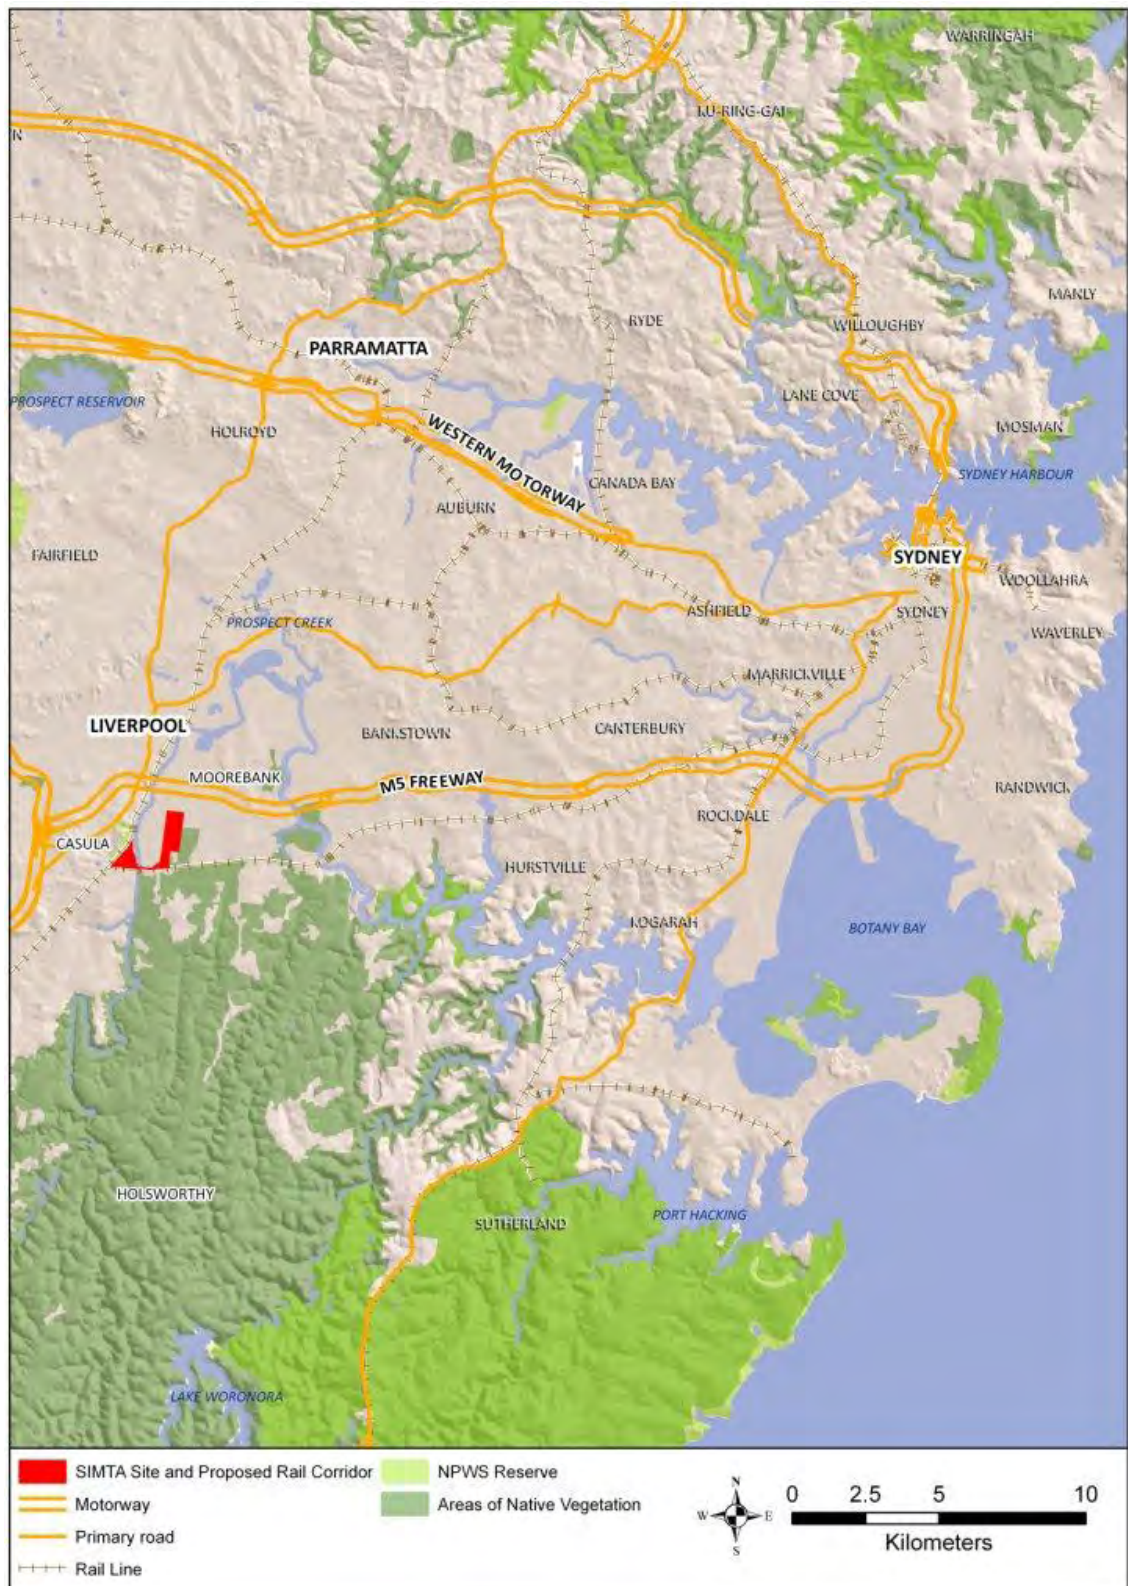 WARRINGAH
KU-RING-GAI
N
MANLY
RYDE
WILLOUGHBY
PARRAMATTA
LANE COVE
PROSPECT RESERVOIR
HOLROYD
MOSMAN
WESTERN MOTORWAY
SYDNEY HARBOUR
CANADA BAY
AUBURN
FAIRFIELD
SYDNEY
WOOLLAHRA
ASHFIELD
SYDNEY
PROSPECT CREEK
WAVERLEY
MARRICKVILLE
LIVERPOOL
BANKSTOWN
CANTERBURY
MOOREBANK
M5 FREEWAY
RANDWICK
ROCKDALE
CASULA
HURSTVILLE
KOGARAH
BOTANY BAY
HOLSWORTHY
SUTHERLAND
PORT HACKING
LAKE WORONORA
SIMTA Site and Proposed Rail Corridor
Motorway
Primary road
Rail Line
NPWS Reserve
Areas of Native Vegetation
N
W E
S
0 2.5 5 10
Kilometers